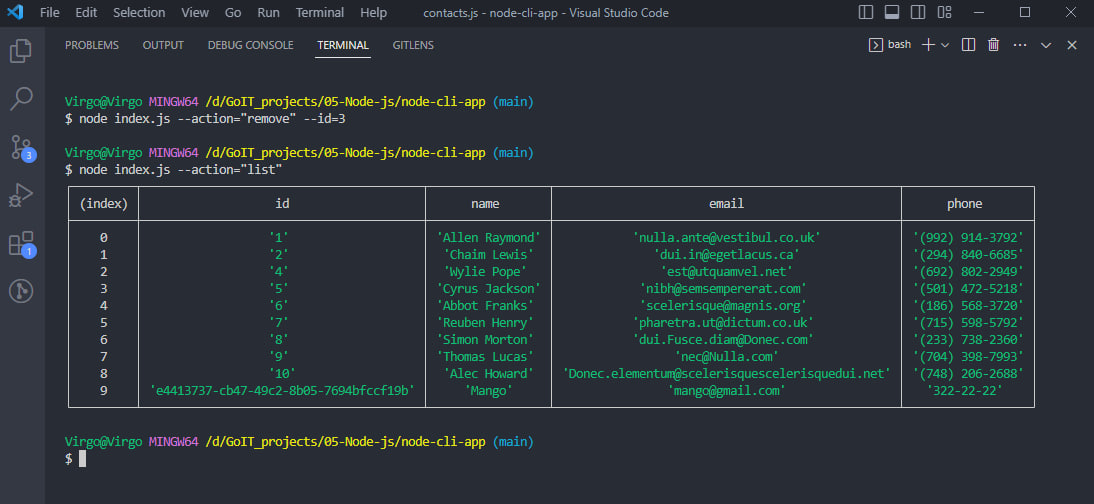 File Edit Selection View Go Run Terminal Help contacts.js - node-cli-app - Visual Studio Code
PROBLEMS OUTPUT DEBUG CONSOLE TERMINAL GITLENS bash
Virgo@Virgo MINGW64 /d/GoIT_projects/05-Node-js/node-cli-app (main)
$ node index.js --action="remove" --id=3
Virgo@Virgo MINGW64 /d/GoIT_projects/05-Node-js/node-cli-app (main)
$ node index.js --action="list"
(index) id name email phone
0 '1' 'Allen Raymond' 'nulla.ante@vestibul.co.uk' '(992) 914-3792'
1 '2' 'Chaim Lewis' 'dui.in@egetlacus.ca' '(294) 840-6685'
2 '4' 'Wylie Pope' 'est@utquamvel.net' '(692) 802-2949'
3 '5' 'Cyrus Jackson' 'nibh@semsempererat.com' '(501) 472-5218'
4 '6' 'Abbot Franks' 'scelerisque@magnis.org' '(186) 568-3720'
5 '7' 'Reuben Henry' 'pharetra.ut@dictum.co.uk' '(715) 598-5792'
6 '8' 'Simon Morton' 'dui.Fusce.diam@Donec.com' '(233) 738-2360'
7 '9' 'Thomas Lucas' 'nec@Nulla.com' '(704) 398-7993'
8 '10' 'Alec Howard' 'Donec.elementum@scelerisquescelerisquedui.net' '(748) 206-2688'
9 'e4413737-cb47-49c2-8b05-7694bfccf19b' 'Mango' 'mango@gmail.com' '322-22-22'
Virgo@Virgo MINGW64 /d/GoIT_projects/05-Node-js/node-cli-app (main)
$
3
1